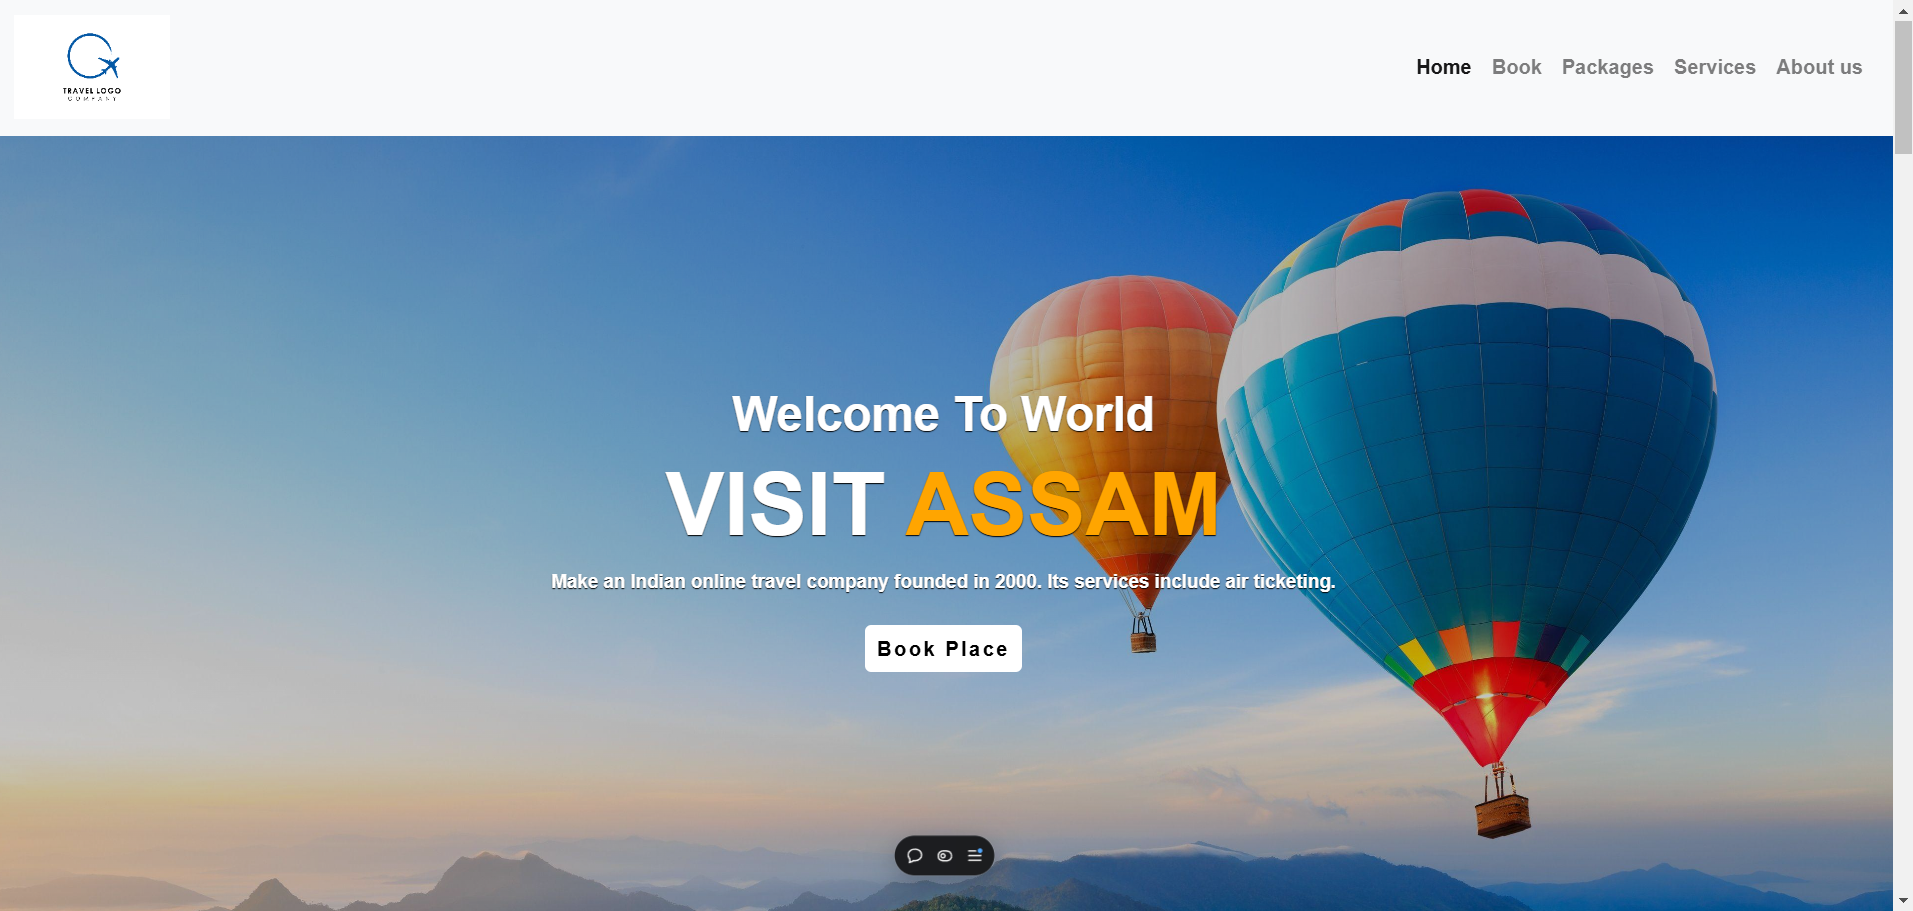 TRAVEL LOGO
COMPANY
Home Book Packages Services About us
Welcome To World
VISIT ASSAM
Make an Indian online travel company founded in 2000. Its services include air ticketing.
Book Place